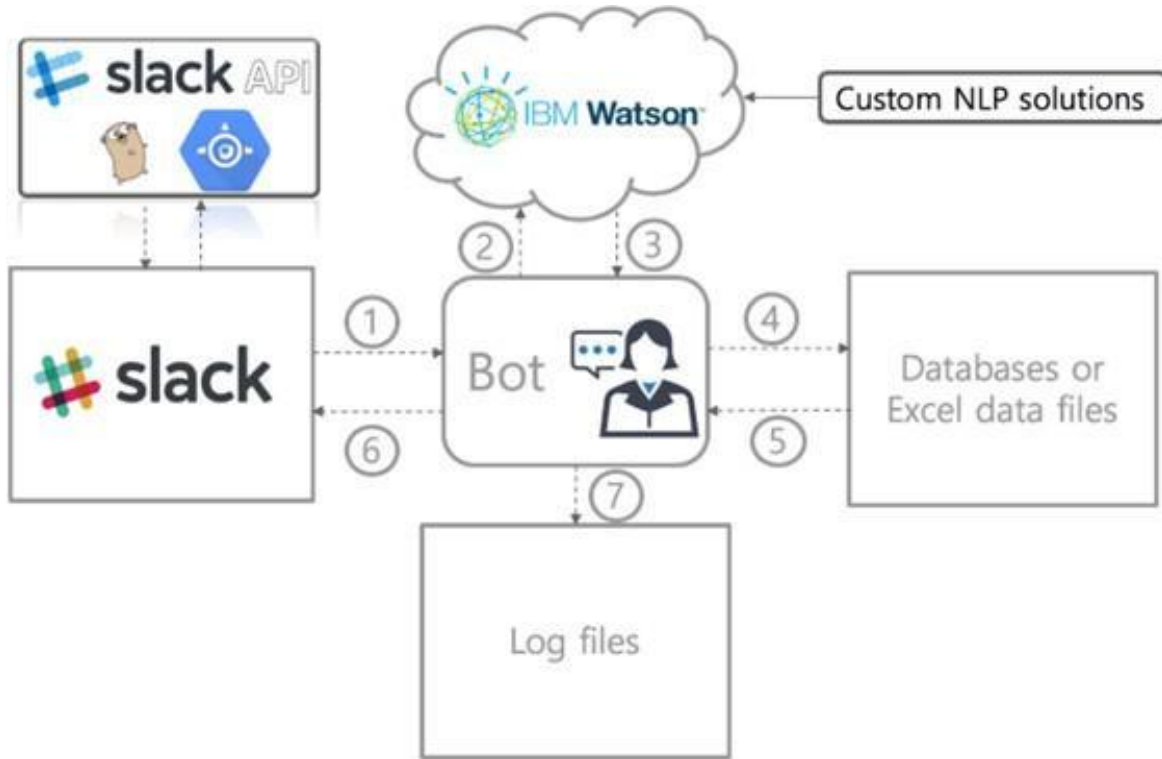 slack API
IBM Watson™
Custom NLP solutions
2
3
1
4
slack
Bot
Databases or
Excel data files
6
5
7
Log files